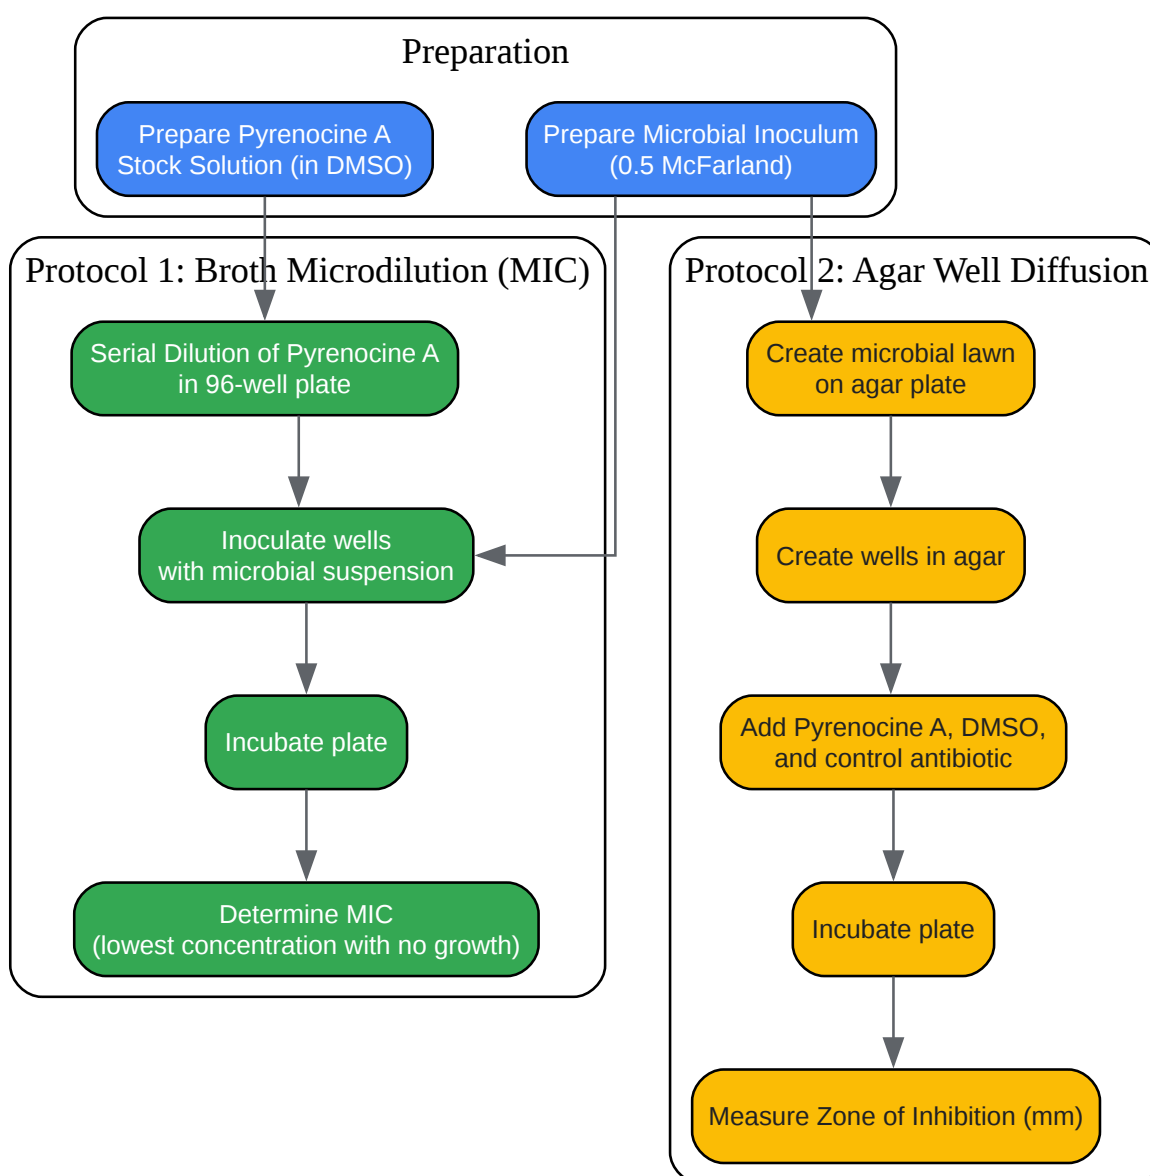 Preparation
Prepare Pyrenocine A
Stock Solution (in DMSO)
Prepare Microbial Inoculum
(0.5 McFarland)
Protocol 1: Broth Microdilution (MIC)
Serial Dilution of Pyrenocine A
in 96-well plate
Inoculate wells
with microbial suspension
Incubate plate
Determine MIC
(lowest concentration with no growth)
Protocol 2: Agar Well Diffusion
Create microbial lawn
on agar plate
Create wells in agar
Add Pyrenocine A, DMSO,
and control antibiotic
Incubate plate
Measure Zone of Inhibition (mm)